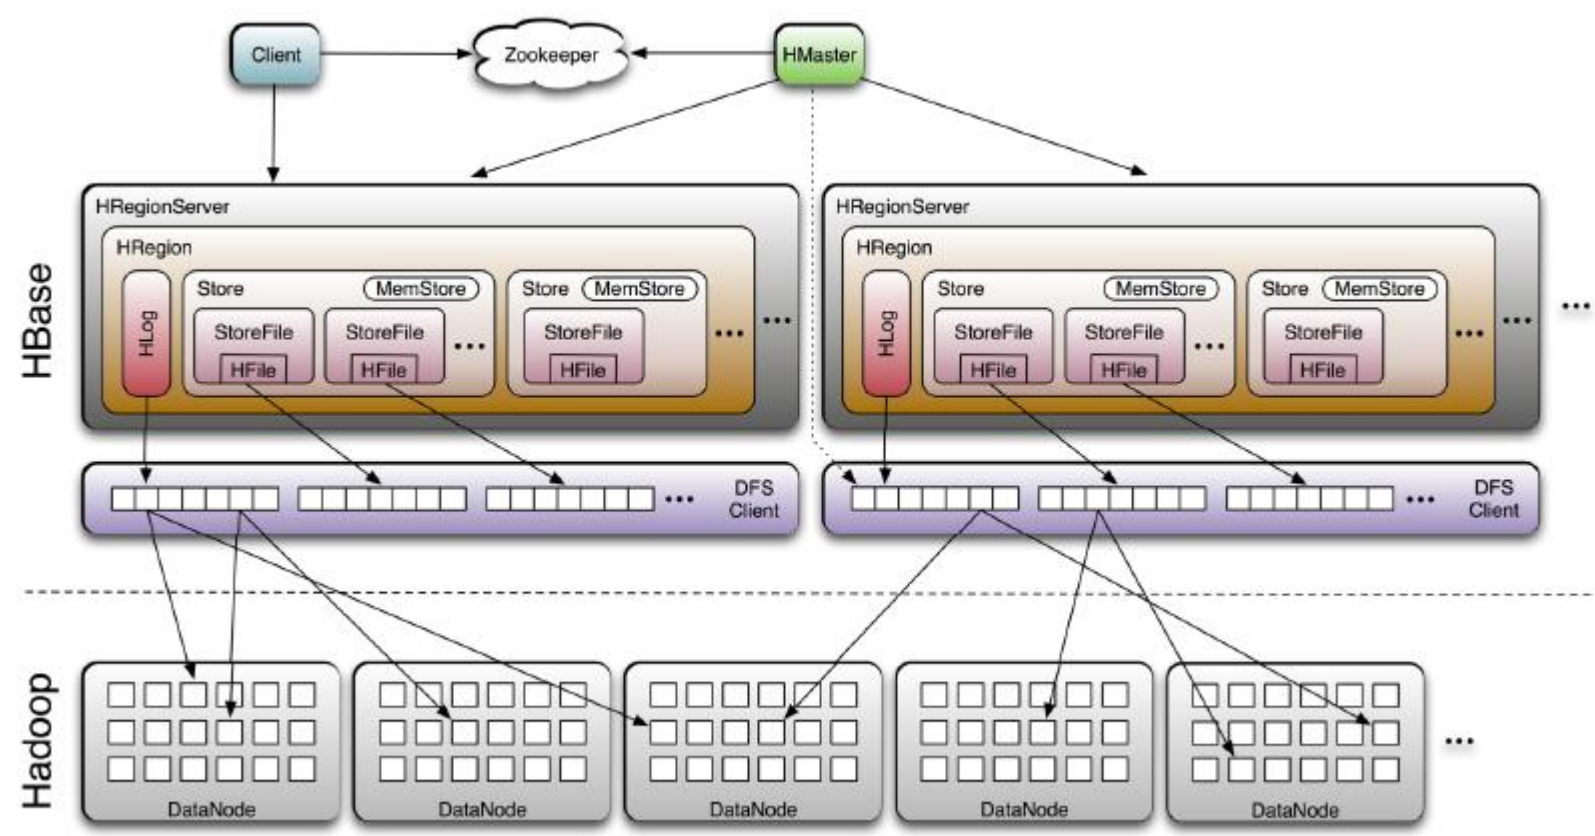 Client
Zookeeper
HMaster
HBase
HRegionServer
HRegion
HLog
Store
MemStore
StoreFile
HFile
StoreFile
HFile
...
Store
MemStore
StoreFile
HFile
...
...
HRegionServer
HRegion
HLog
Store
MemStore
StoreFile
HFile
StoreFile
HFile
...
Store
MemStore
StoreFile
HFile
...
...
...
...
DFS
Client
...
DFS
Client
Hadoop
DataNode
DataNode
DataNode
DataNode
DataNode
...